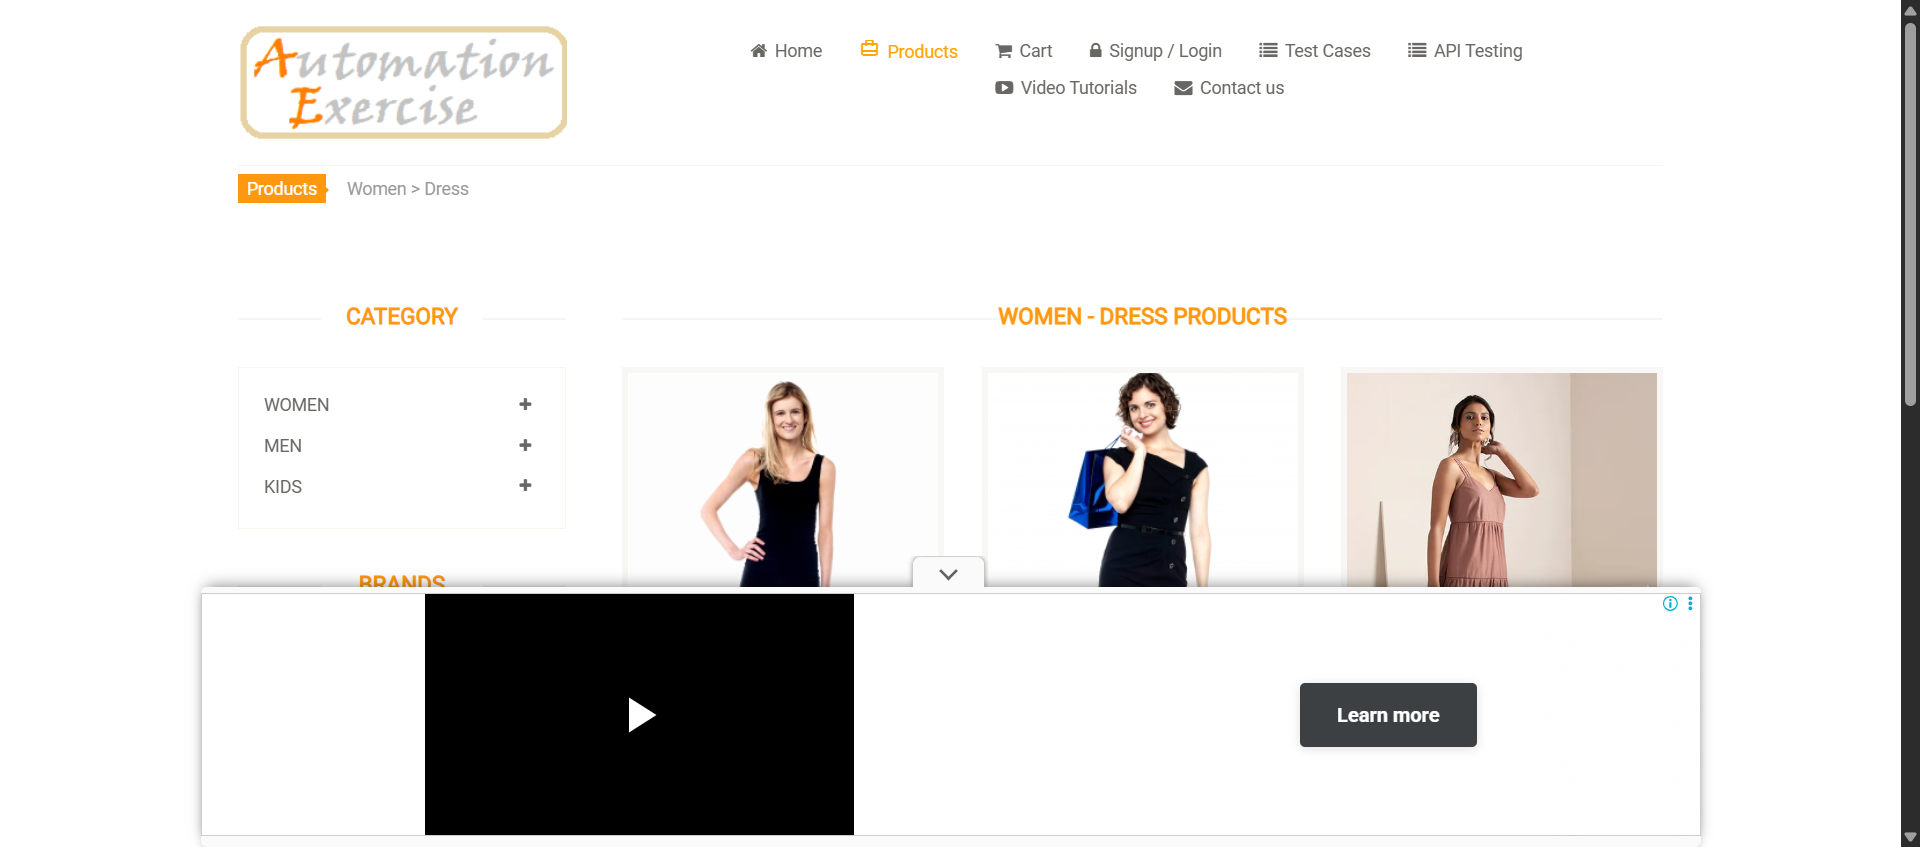 Automation
Exercise
Home
Products
Cart
Signup / Login
Test Cases
API Testing
Video Tutorials
Contact us
Products
Women > Dress
CATEGORY
WOMEN - DRESS PRODUCTS
WOMEN
MEN
KIDS
BRANDS
Learn more